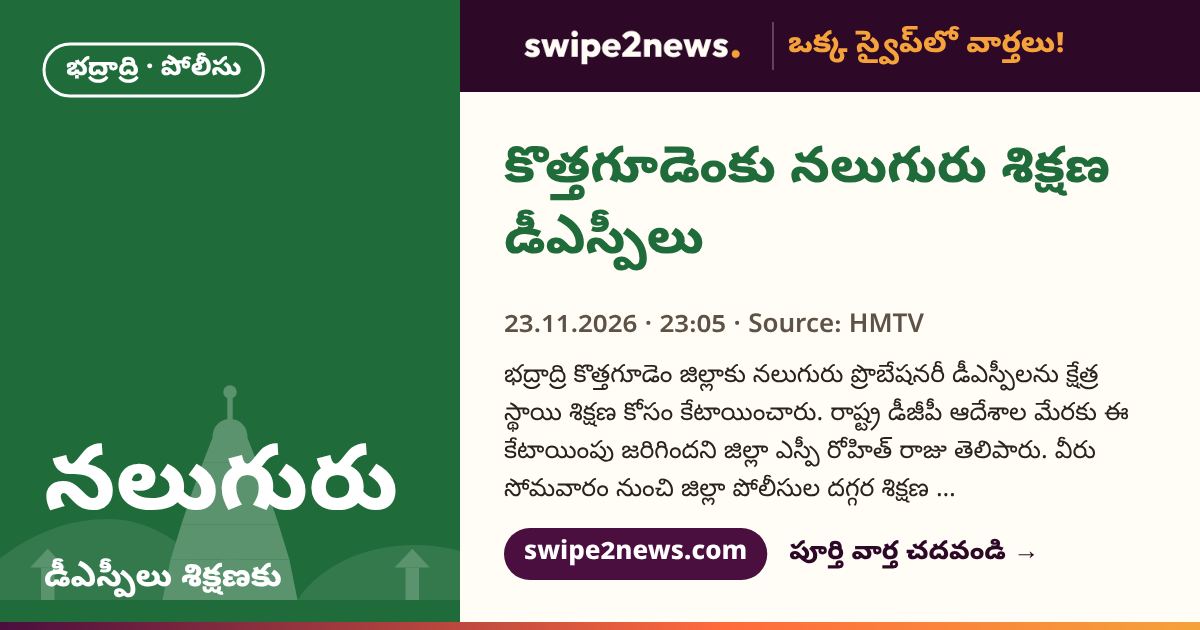 భద్రాద్రి · పోలీసు
నలుగురు
డీఎస్పీలు శిక్షణకు
swipe2news.
ఒక్క స్వైప్‌లో వార్తలు!
కొత్తగూడెంకు నలుగురు శిక్షణ
డీఎస్పీలు
23.11.2026 · 23:05 · Source: HMTV
భద్రాద్రి కొత్తగూడెం జిల్లాకు నలుగురు ప్రొబేషనరీ డీఎస్పీలను క్షేత్ర
స్థాయి శిక్షణ కోసం కేటాయించారు. రాష్ట్ర డీజీపీ ఆదేశాల మేరకు ఈ
కేటాయింపు జరిగిందని జిల్లా ఎస్పీ రోహిత్ రాజు తెలిపారు. వీరు
సోమవారం నుంచి జిల్లా పోలీసుల దగ్గర శిక్షణ ...
swipe2news.com
పూర్తి వార్త చదవండి →